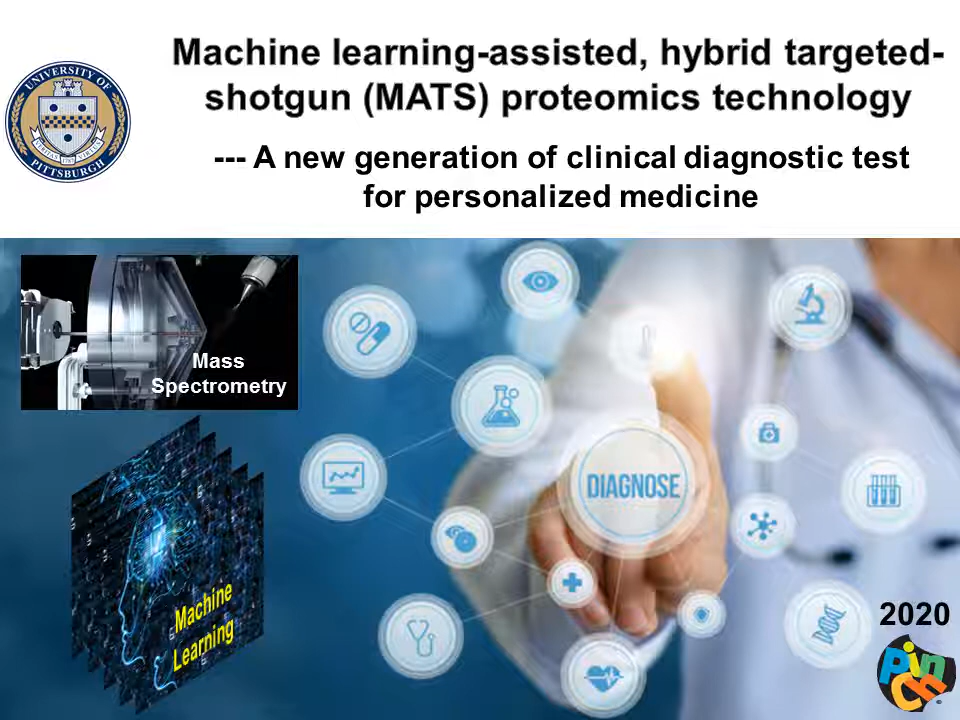 Machine learning-assisted, hybrid targeted-
shotgun (MATS) proteomics technology
UNIVERSITY OF
PITTSBURGH
--- A new generation of clinical diagnostic test
for personalized medicine
Mass
Spectrometry
DIAGNOSE
Machine
Learning
2020
pinch